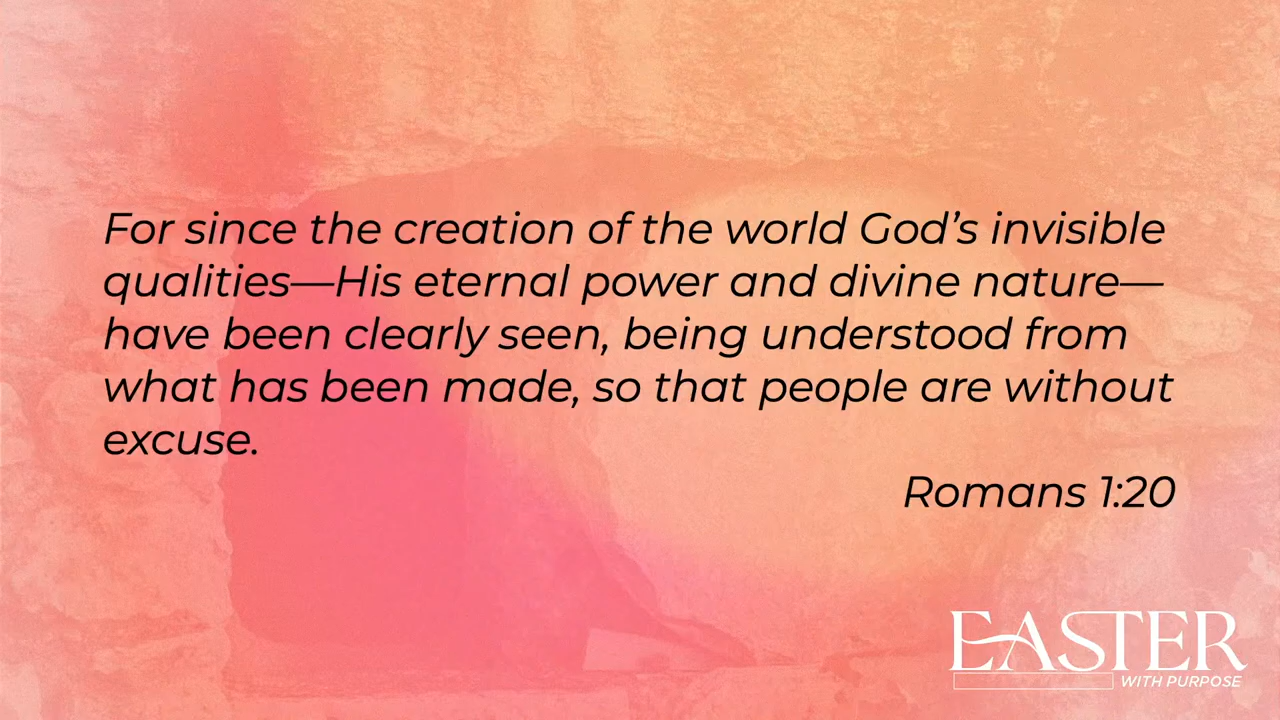 For since the creation of the world God’s invisible
qualities—His eternal power and divine nature—
have been clearly seen, being understood from
what has been made, so that people are without
excuse.
Romans 1:20
EASTER
WITH PURPOSE